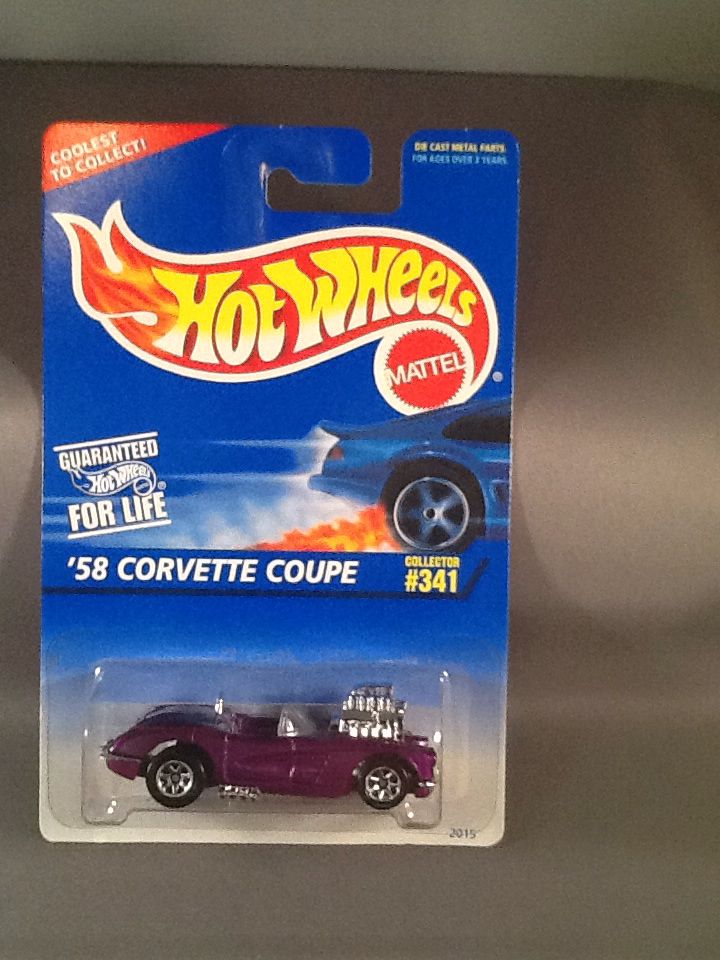 COOLEST
TO COLLECT!
DIE CAST METAL PARTS.
FOR AGES OVER 3 YEARS.
HOT WHEELS
MATTEL
®
GUARANTEED
HOT WHEELS ®
FOR LIFE
'58 CORVETTE COUPE
COLLECTOR
#341
2015